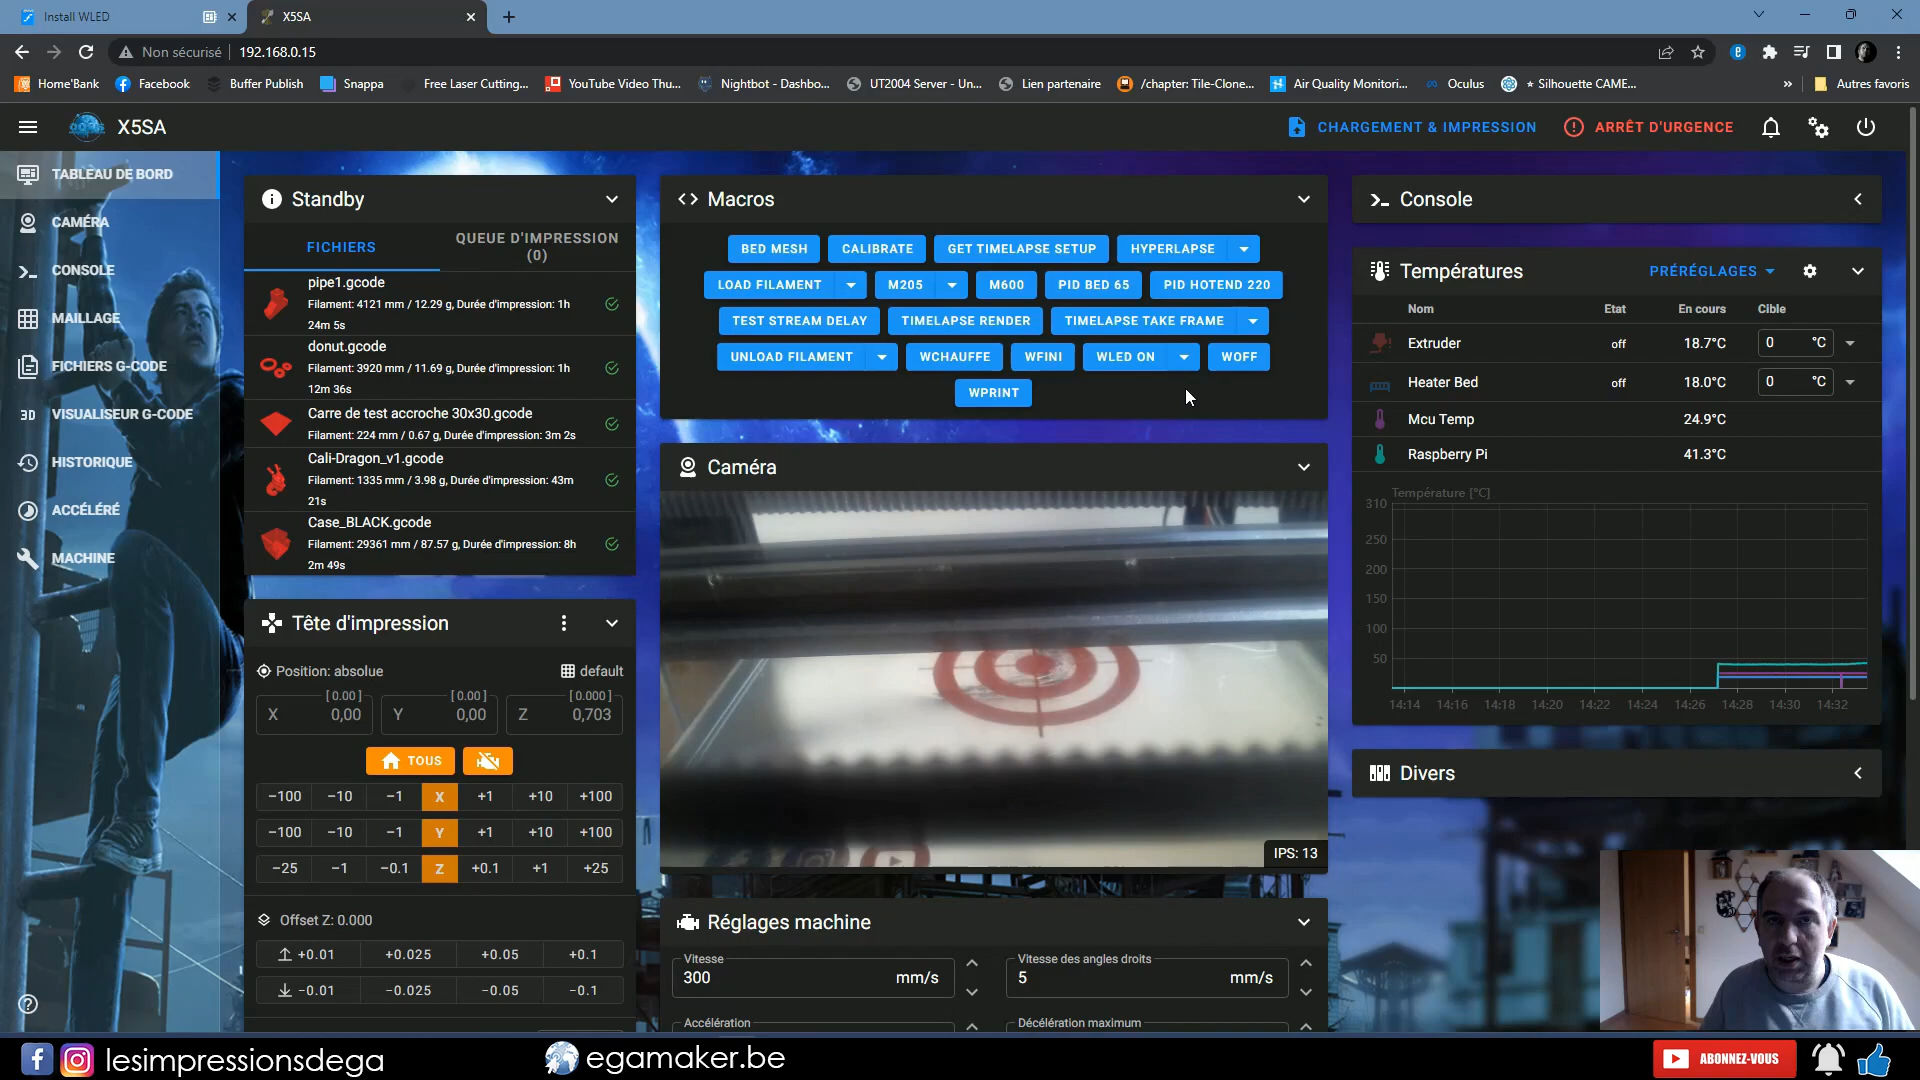 Install WLED
X5SA
Non sécurisé
192.168.0.15
Home'Bank
Facebook
Buffer Publish
Snappa
Free Laser Cutting...
YouTube Video Thu...
Nightbot - Dashbo...
UT2004 Server - Un...
Lien partenaire
/chapter: Tile-Clone...
Air Quality Monitori...
Oculus
Silhouette CAME...
»
Autres favoris
X5SA
CHARGEMENT & IMPRESSION
ARRÊT D'URGENCE
TABLEAU DE BORD
CAMÉRA
CONSOLE
MAILLAGE
FICHIERS G-CODE
3D VISUALISEUR G-CODE
HISTORIQUE
ACCÉLÉRÉ
MACHINE
Standby
FICHIERS
QUEUE D'IMPRESSION
(0)
pipe1.gcode
Filament: 4121 mm / 12.29 g, Durée d'impression: 1h
24m 5s
donut.gcode
Filament: 3920 mm / 11.69 g, Durée d'impression: 1h
12m 36s
Carre de test accroche 30x30.gcode
Filament: 224 mm / 0.67 g, Durée d'impression: 3m 2s
Cali-Dragon_v1.gcode
Filament: 1335 mm / 3.98 g, Durée d'impression: 43m
21s
Case_BLACK.gcode
Filament: 29361 mm / 87.57 g, Durée d'impression: 8h
2m 49s
Tête d'impression
Position: absolue
default
[ 0.00 ]
[ 0.00 ]
[ 0.000 ]
X 0,00
Y 0,00
Z 0,703
TOUS
−100 −10 −1 X +1 +10 +100
−100 −10 −1 Y +1 +10 +100
−25 −1 −0.1 Z +0.1 +1 +25
Offset Z: 0.000
+0.01 +0.025 +0.05 +0.1
−0.01 −0.025 −0.05 −0.1
Macros
BED MESH
CALIBRATE
GET TIMELAPSE SETUP
HYPERLAPSE
LOAD FILAMENT
M205
M600
PID BED 65
PID HOTEND 220
TEST STREAM DELAY
TIMELAPSE RENDER
TIMELAPSE TAKE FRAME
UNLOAD FILAMENT
WCHAUFFE
WFINI
WLED ON
WOFF
WPRINT
Caméra
IPS: 13
Réglages machine
Vitesse
300 mm/s
Vitesse des angles droits
5 mm/s
Accélération
Décélération maximum
Console
Températures
PRÉRÉGLAGES
Nom Etat En cours Cible
Extruder off 18.7°C 0 °C
Heater Bed off 18.0°C 0 °C
Mcu Temp 24.9°C
Raspberry Pi 41.3°C
Température [°C]
310
250
200
150
100
50
14:14 14:16 14:18 14:20 14:22 14:24 14:26 14:28 14:30 14:32
Divers
lesimpressionsdega
egamaker.be
ABONNEZ-VOUS